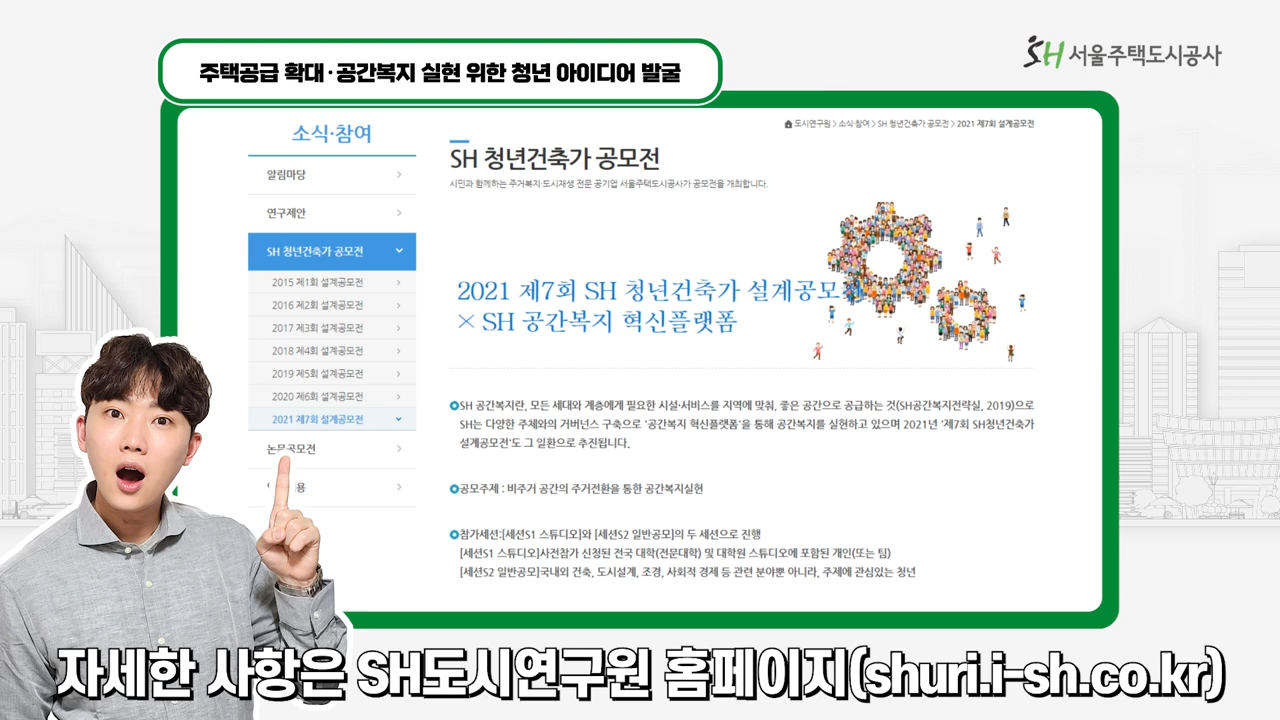 주택공급 확대·공간복지 실현 위한 청년 아이디어 발굴
SH 서울주택도시공사
소식·참여
알림마당
연구제안
SH 청년건축가 공모전
2015 제1회 설계공모전
2016 제2회 설계공모전
2017 제3회 설계공모전
2018 제4회 설계공모전
2019 제5회 설계공모전
2020 제6회 설계공모전
2021 제7회 설계공모전
논문공모전
용
도시연구원 > 소식·참여 > SH 청년건축가 공모전 > 2021 제7회 설계공모전
SH 청년건축가 공모전
시민과 함께하는 주거복지·도시재생 전문 공기업 서울주택도시공사가 공모전을 개최합니다.
2021 제7회 SH 청년건축가 설계공모전
× SH 공간복지 혁신플랫폼
SH 공간복지란, 모든 세대와 계층에게 필요한 시설·서비스를 지역에 맞춰, 좋은 공간으로 공급하는 것(SH공간복지전략실, 2019)으로
SH는 다양한 주체와의 거버넌스 구축으로 '공간복지 혁신플랫폼'을 통해 공간복지를 실현하고 있으며 2021년 '제7회 SH청년건축가
설계공모전'도 그 일환으로 추진됩니다.
공모주제 : 비주거 공간의 주거전환을 통한 공간복지실현
참가세션:[세션S1 스튜디오]와 [세션S2 일반공모]의 두 세션으로 진행
[세션S1 스튜디오]사전참가 신청된 전국 대학(전문대학) 및 대학원 스튜디오에 포함된 개인(또는 팀)
[세션S2 일반공모]국내외 건축, 도시설계, 조경, 사회적 경제 등 관련 분야뿐 아니라, 주제에 관심있는 청년
자세한 사항은 SH도시연구원 홈페이지(shuri.i-sh.co.kr)